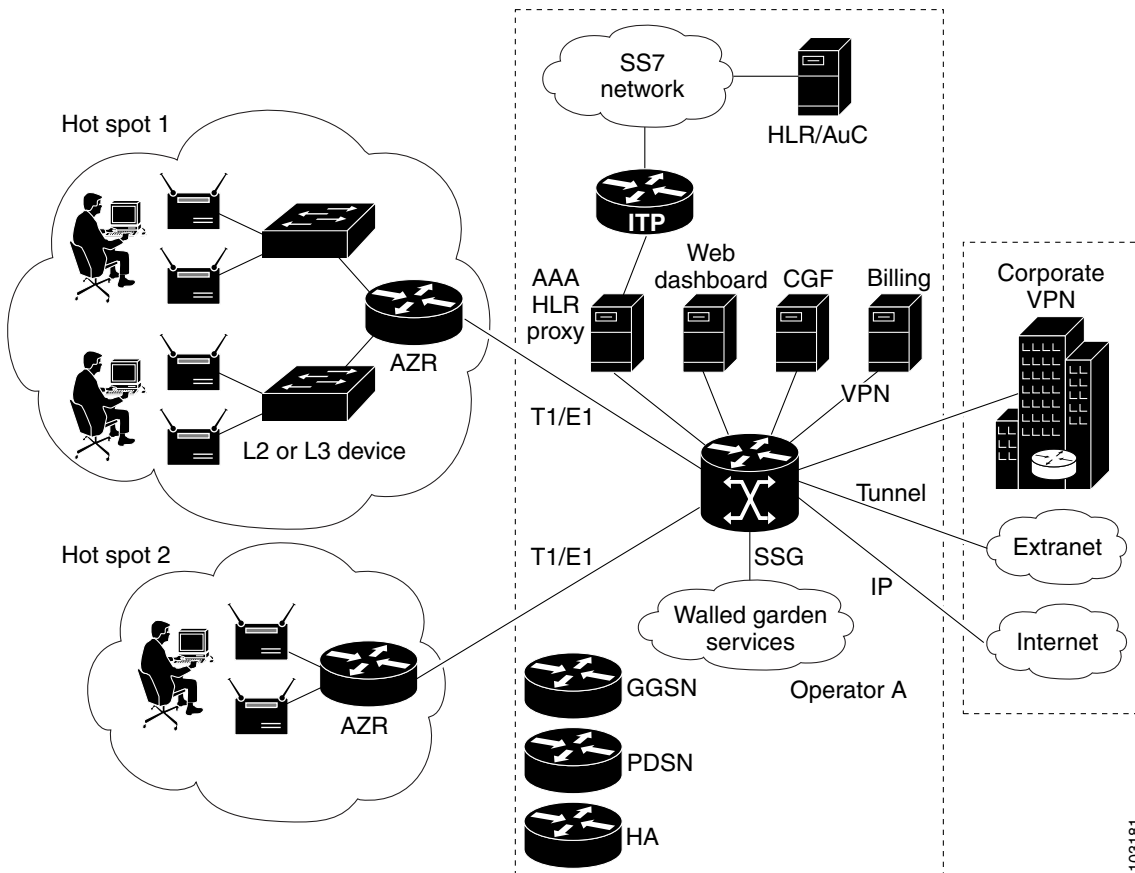 SS7
network
HLR/AuC
Hot spot 1
ITP
AAA
HLR
proxy
Web
dashboard
CGF
Billing
Corporate
VPN
AZR
T1/E1
VPN
L2 or L3 device
Tunnel
Extranet
Hot spot 2
T1/E1
SSG
IP
Walled garden
services
Internet
GGSN
Operator A
AZR
PDSN
HA
103181